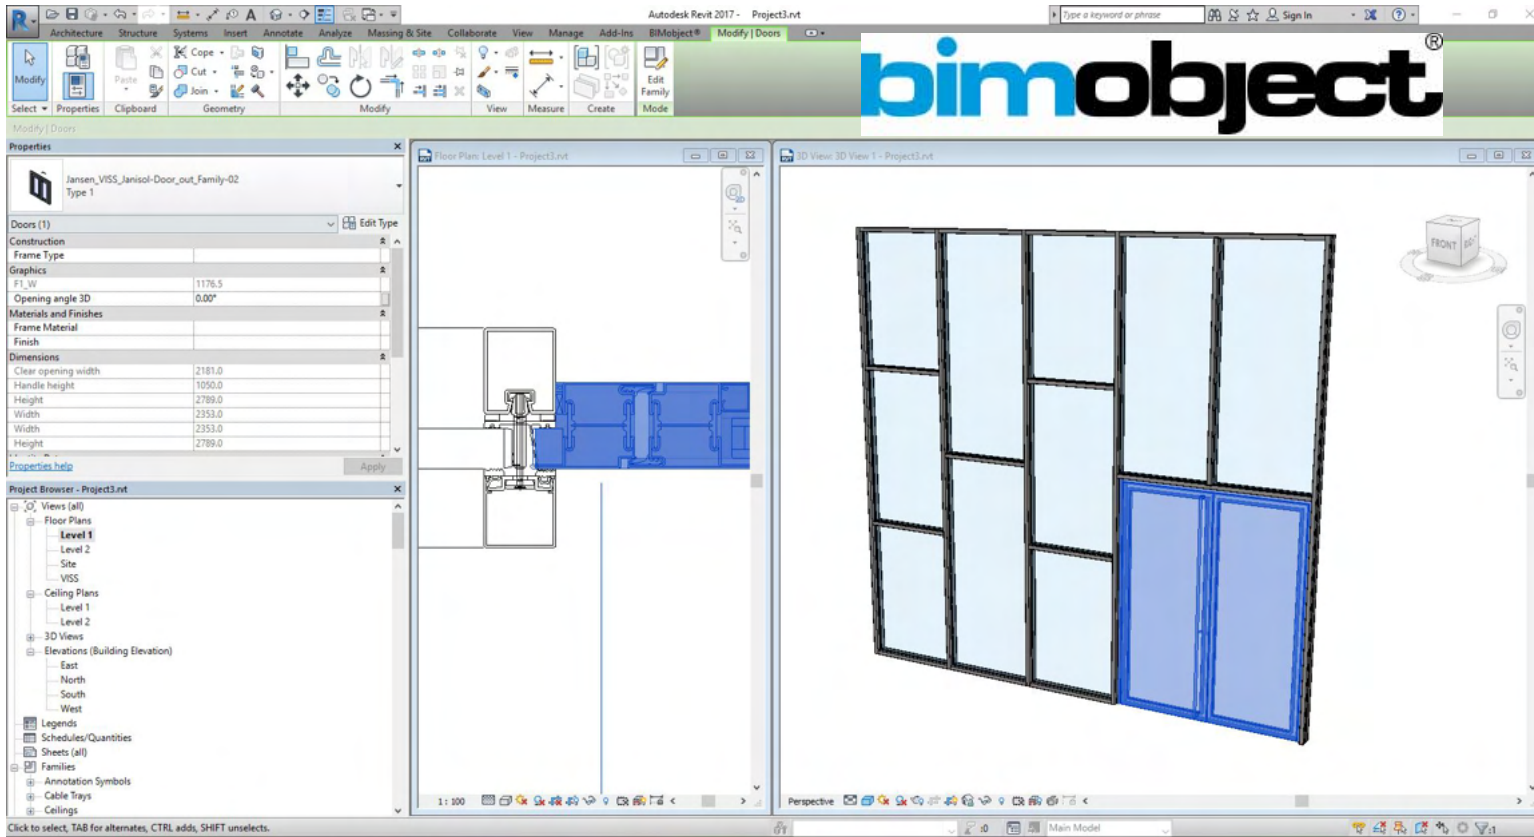 Autodesk Revit 2017 - Project3.rvt
Type a keyword or phrase
Sign In
Architecture Structure Systems Insert Annotate Analyze Massing & Site Collaborate View Manage Add-Ins BIMobject® Modify | Doors
Modify
Paste
Cope
Cut
Join
Edit
Family
Select Properties Clipboard Geometry Modify View Measure Create Mode
bimobject®
Modify | Doors
Properties
Jansen_VISS_Janisol-Door_out_Family-02
Type 1
Doors (1) Edit Type
Construction
Frame Type
Graphics
F1_W 1176.5
Opening angle 3D 0.00°
Materials and Finishes
Frame Material
Finish
Dimensions
Clear opening width 2181.0
Handle height 1050.0
Height 2789.0
Width 2353.0
Width 2353.0
Height 2789.0
Properties help Apply
Project Browser - Project3.rvt
Views (all)
Floor Plans
Level 1
Level 2
Site
VISS
Ceiling Plans
Level 1
Level 2
3D Views
Elevations (Building Elevation)
East
North
South
West
Legends
Schedules/Quantities
Sheets (all)
Families
Annotation Symbols
Cable Trays
Ceilings
Floor Plan: Level 1 - Project3.rvt
1 : 100
3D View: 3D View 1 - Project3.rvt
FRONT
Perspective
Click to select, TAB for alternates, CTRL adds, SHIFT unselects.
:0
Main Model
:1